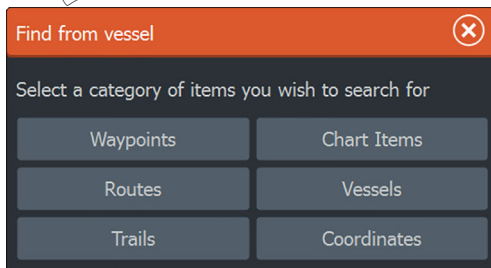 Find from vessel
Select a category of items you wish to search for
Waypoints
Chart Items
Routes
Vessels
Trails
Coordinates